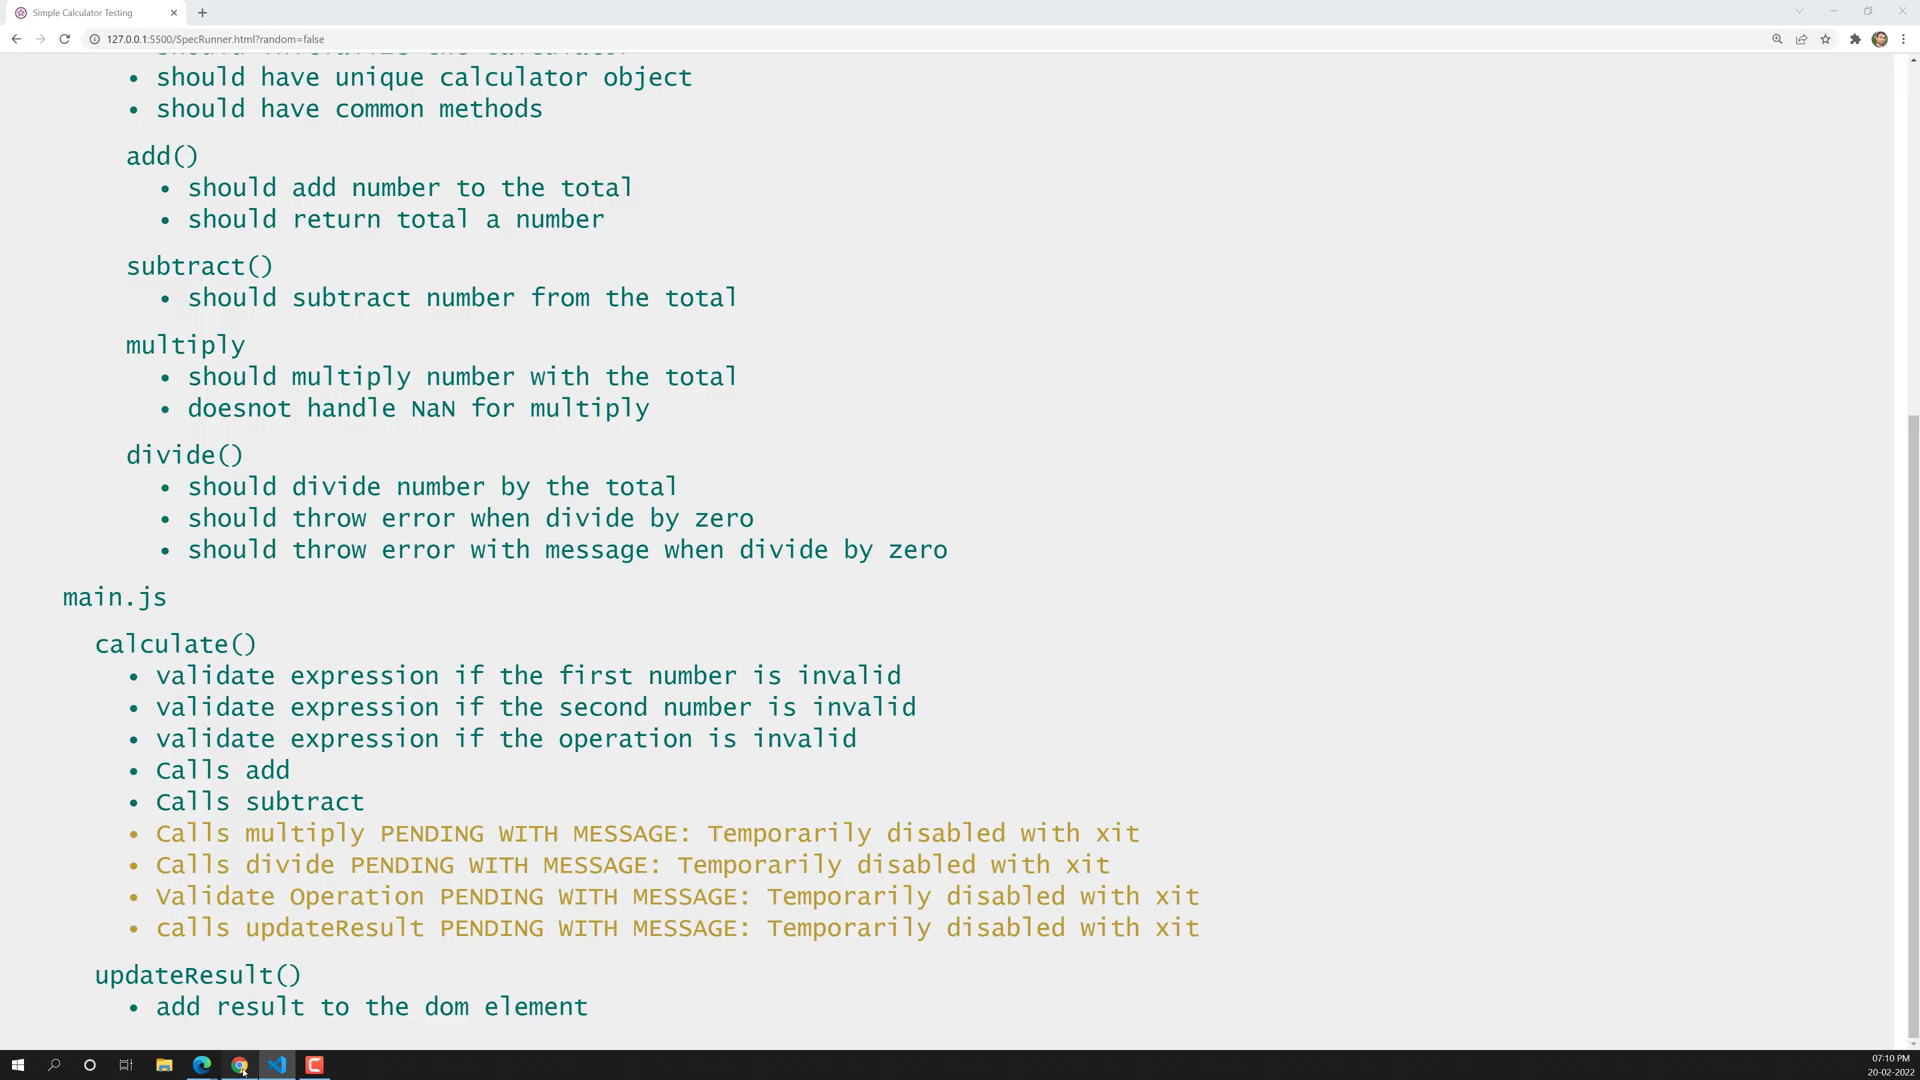 Simple Calculator Testing
127.0.0.1:5500/SpecRunner.html?random=false
• should have unique calculator object
• should have common methods
add()
• should add number to the total
• should return total a number
subtract()
• should subtract number from the total
multiply
• should multiply number with the total
• doesnot handle NaN for multiply
divide()
• should divide number by the total
• should throw error when divide by zero
• should throw error with message when divide by zero
main.js
calculate()
• validate expression if the first number is invalid
• validate expression if the second number is invalid
• validate expression if the operation is invalid
• Calls add
• Calls subtract
• Calls multiply PENDING WITH MESSAGE: Temporarily disabled with xit
• Calls divide PENDING WITH MESSAGE: Temporarily disabled with xit
• Validate Operation PENDING WITH MESSAGE: Temporarily disabled with xit
• calls updateResult PENDING WITH MESSAGE: Temporarily disabled with xit
updateResult()
• add result to the dom element
07:10 PM
20-02-2022